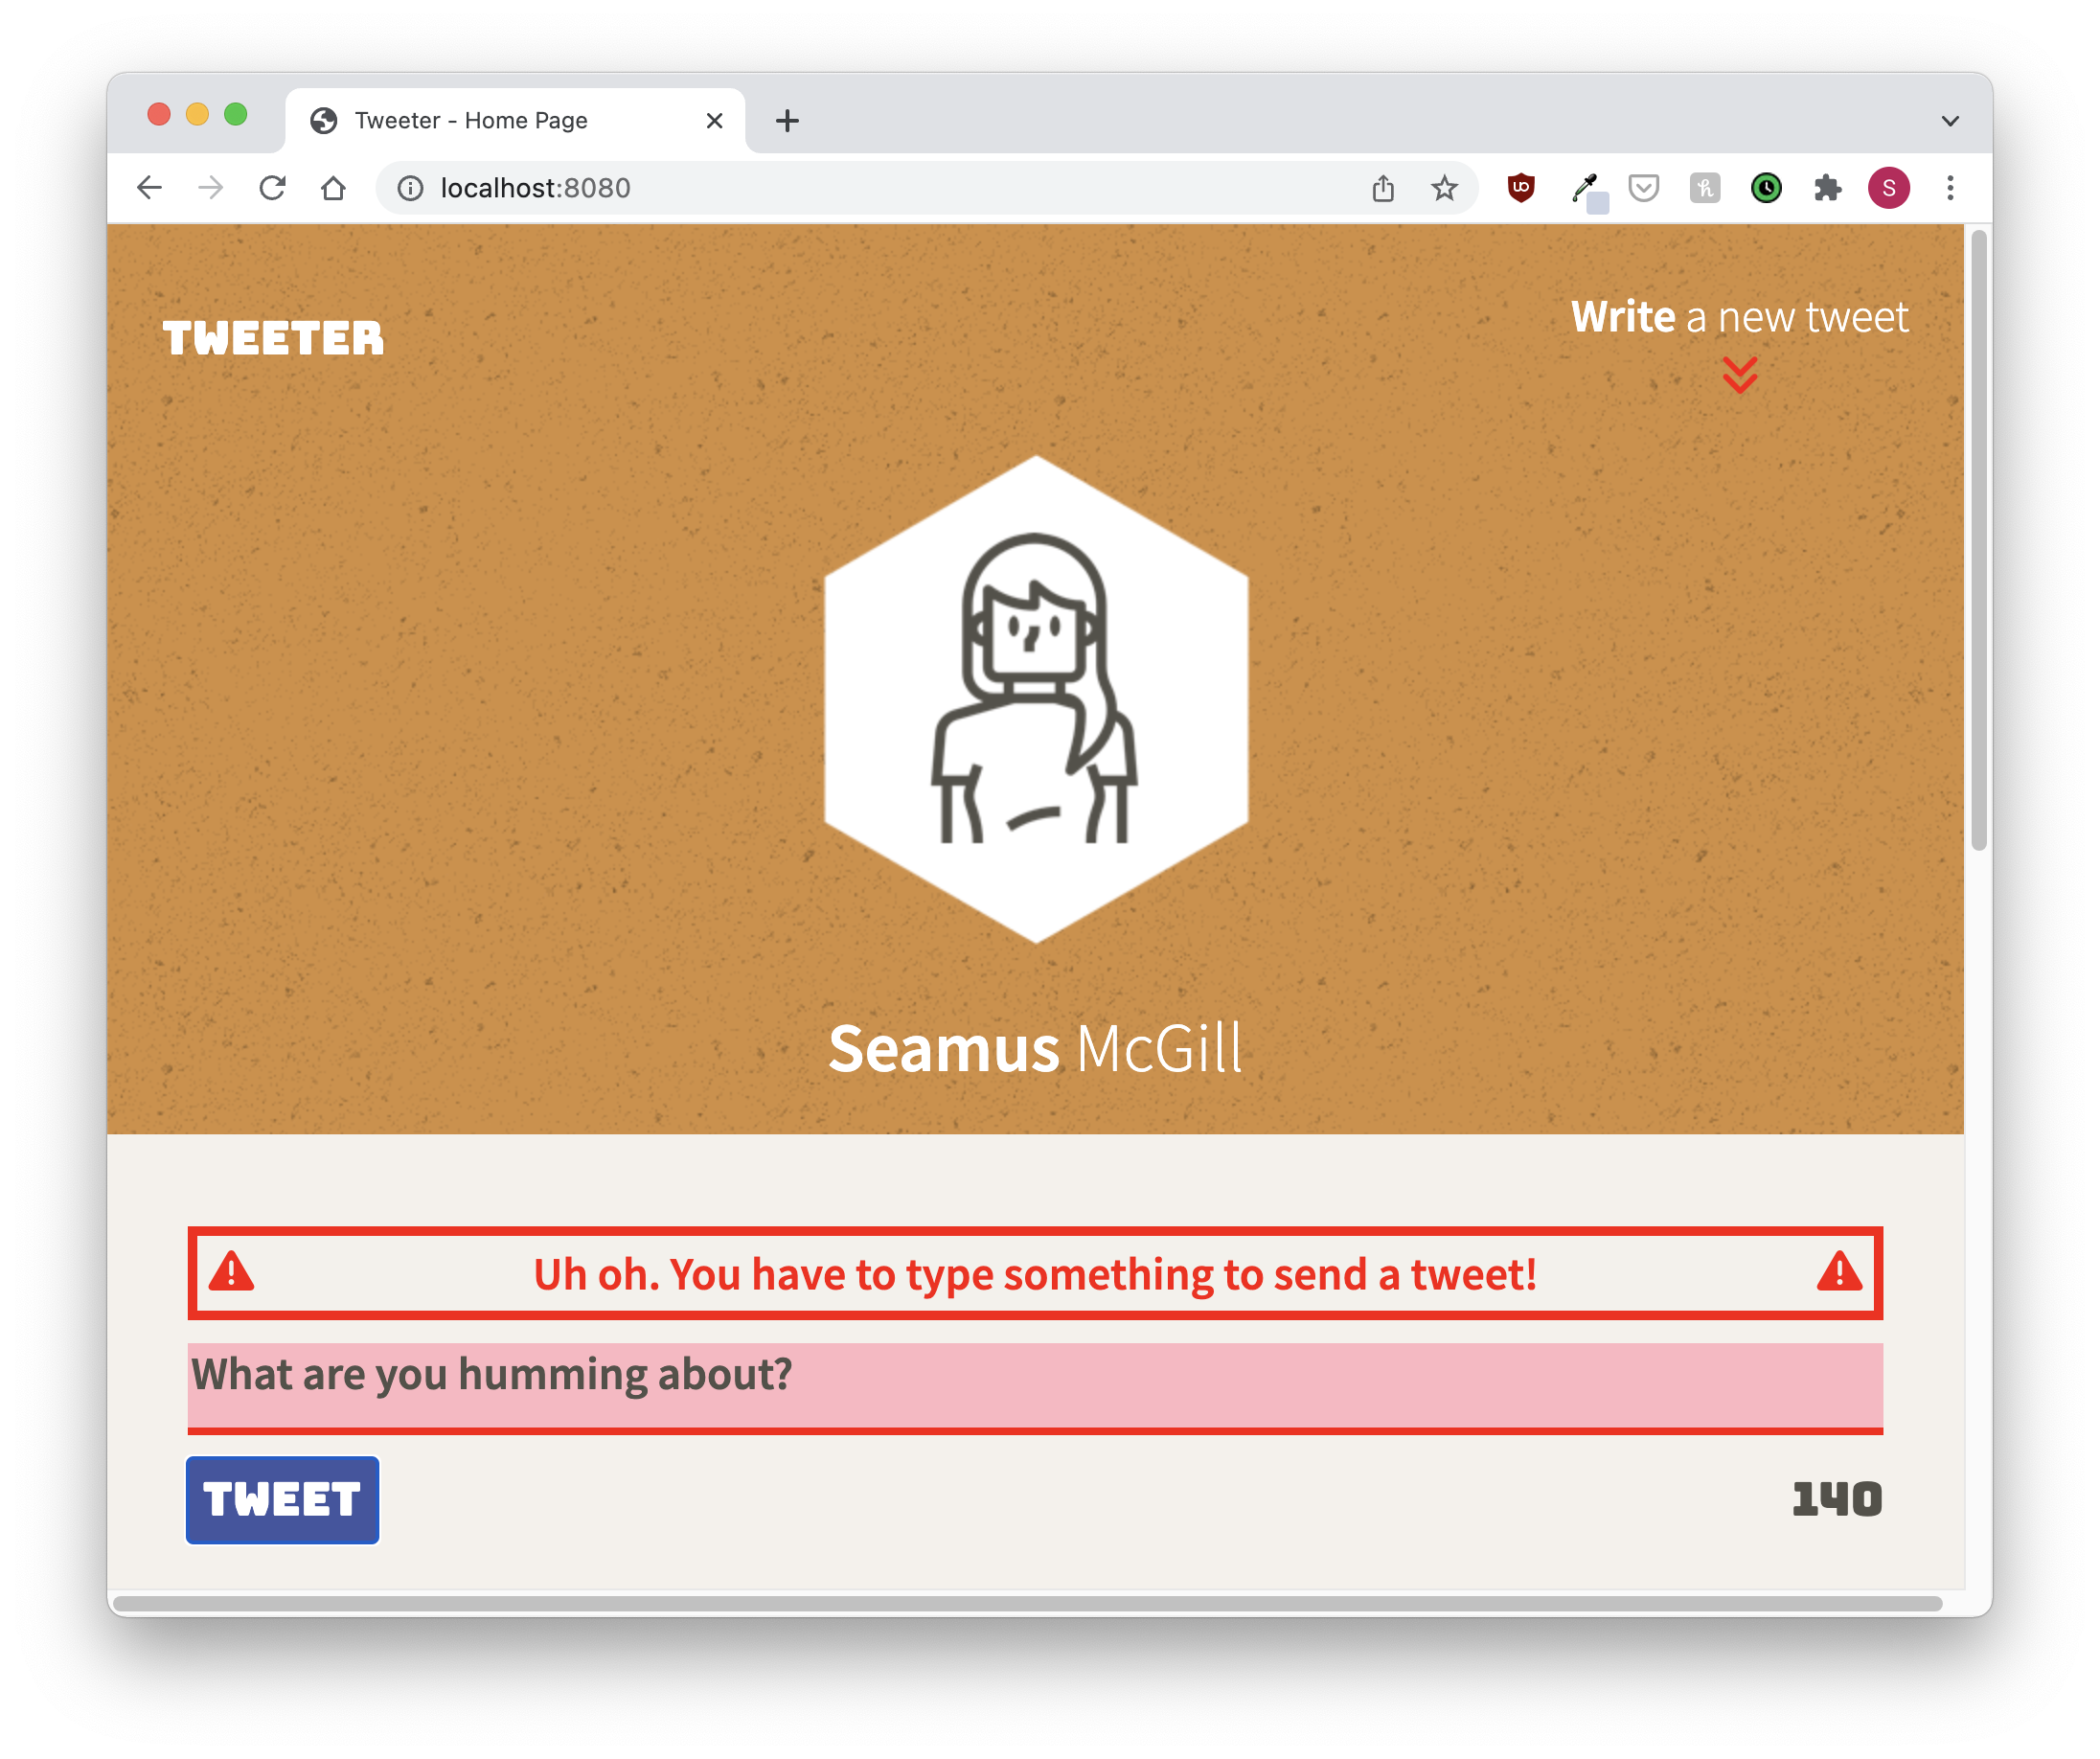 Tweeter - Home Page
localhost:8080
S
TWEETER
Write a new tweet
Seamus McGill
Uh oh. You have to type something to send a tweet!
What are you humming about?
TWEET
140